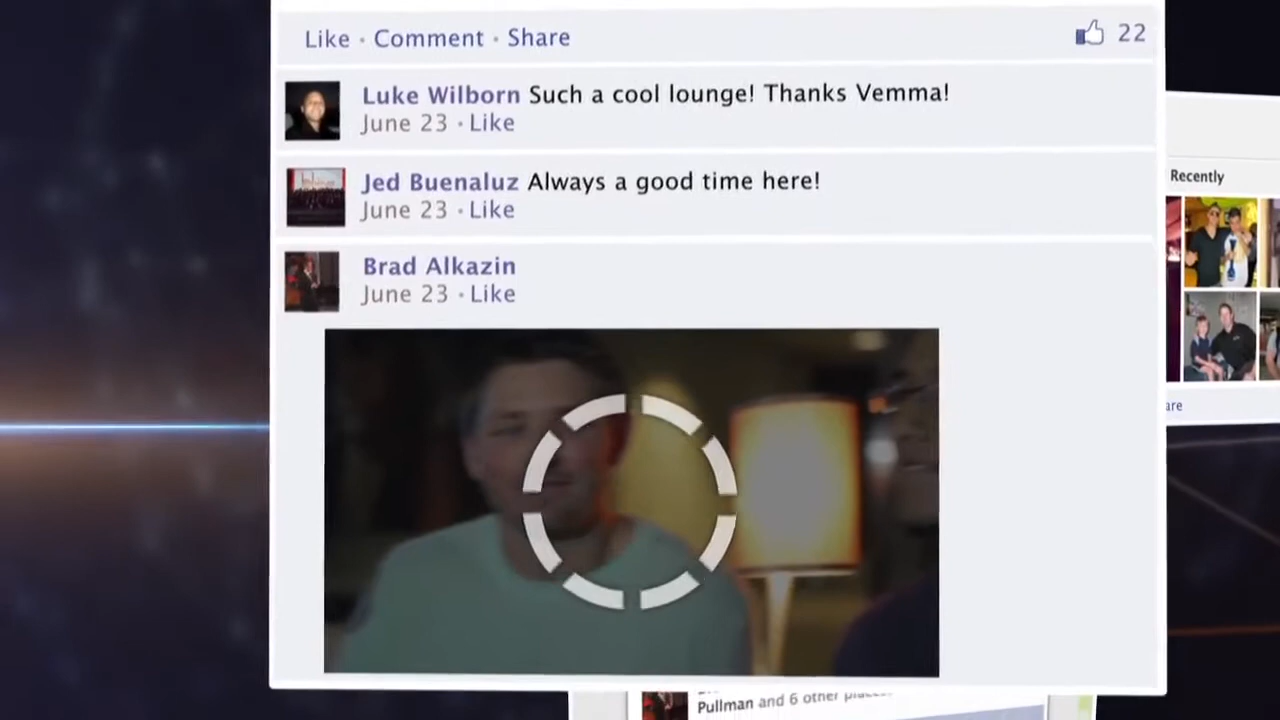 Like · Comment · Share
22
Luke Wilborn Such a cool lounge! Thanks Vemma!
June 23 · Like
Jed Buenaluz Always a good time here!
June 23 · Like
Brad Alkazin
June 23 · Like
Recently
are
Pullman and 6 other places